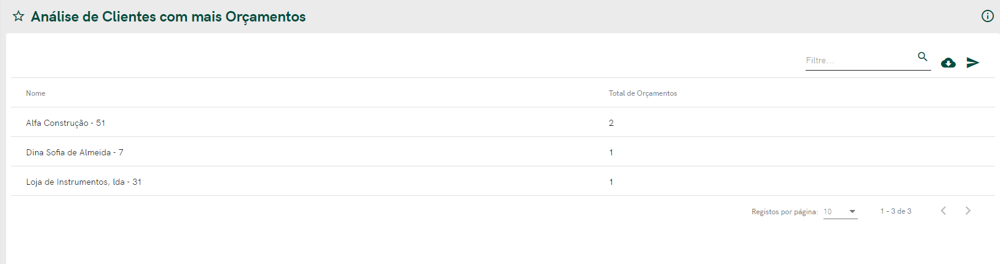 Análise de Clientes com mais Orçamentos
Filtre...
Nome Total de Orçamentos
Alfa Construção - 51 2
Dina Sofia de Almeida - 7 1
Loja de Instrumentos, lda - 31 1
Registos por página: 10 1 – 3 de 3